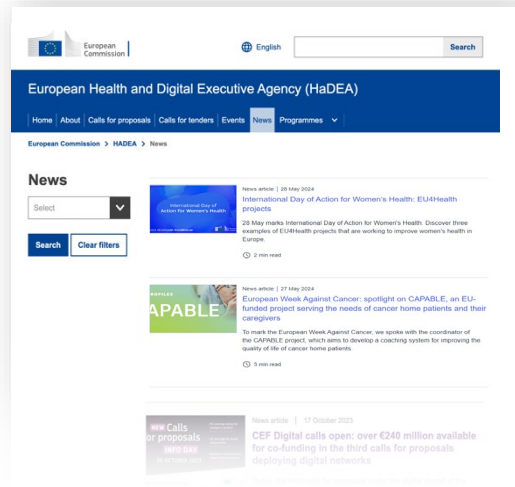 European
Commission
English
Search
European Health and Digital Executive Agency (HaDEA)
Home | About | Calls for proposals | Calls for tenders | Events | News | Programmes
European Commission > HADEA > News
News
Select
Search
Clear filters
International Day of
Action for Women's Health
News article | 28 May 2024
International Day of Action for Women's Health: EU4Health
projects
28 May marks International Day of Action for Women's Health. Discover three
examples of EU4Health projects that are working to improve women's health in
Europe.
2 min read
APABLE
News article | 27 May 2024
European Week Against Cancer: spotlight on CAPABLE, an EU-
funded project serving the needs of cancer home patients and their
caregivers
To mark the European Week Against Cancer, we spoke with the coordinator of
the CAPABLE project, which aims to develop a coaching system for improving the
quality of life of cancer home patients
5 min read
NEW Calls
or proposals
INFO DAY
News article | 17 October 2023
CEF Digital calls open: over €240 million available
for co-funding in the third calls for proposals
deploying digital networks